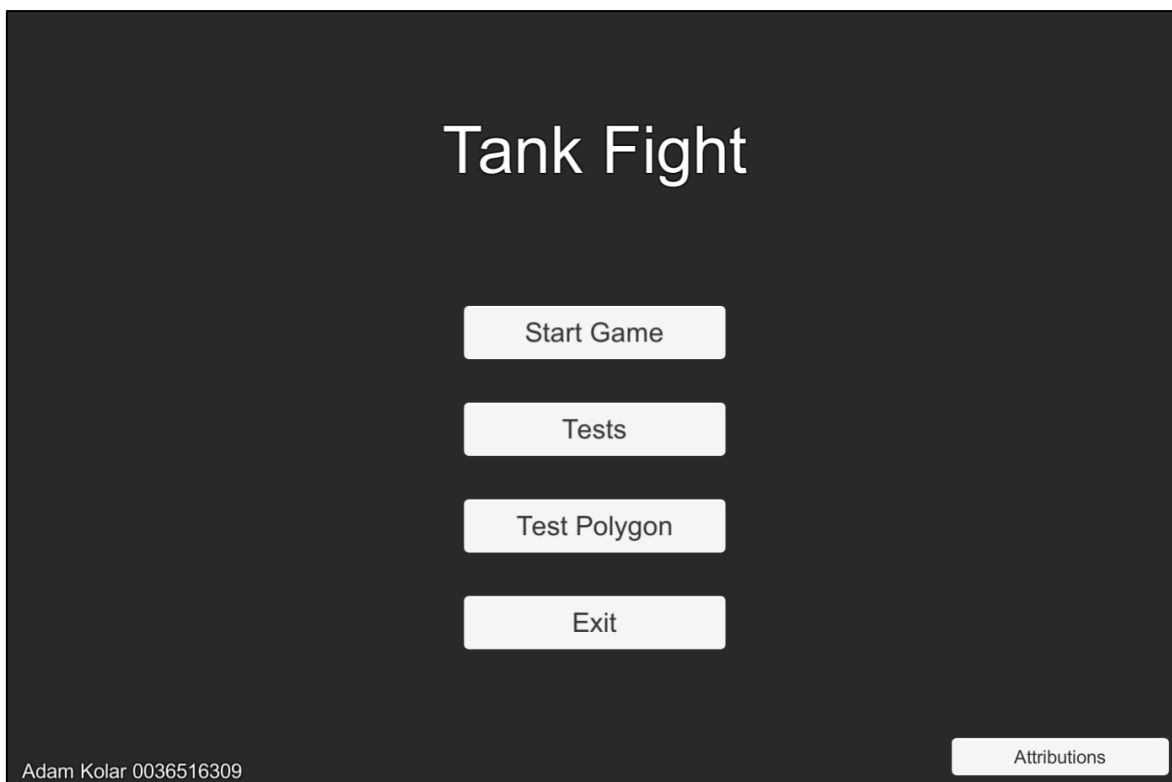 Tank Fight
Start Game
Tests
Test Polygon
Exit
Adam Kolar 0036516309
Attributions